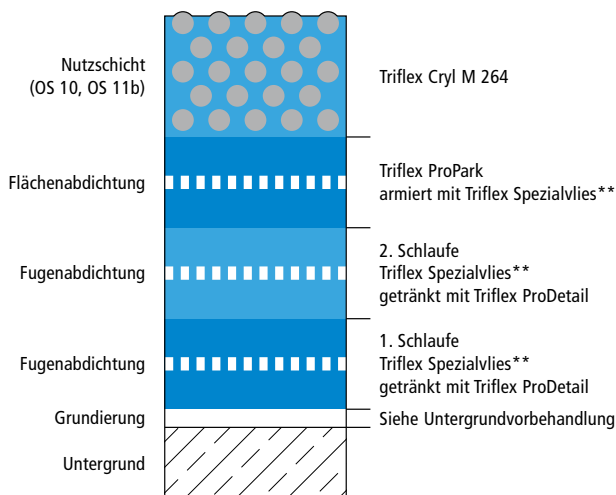 Nutzschicht
(OS 10, OS 11b)
Triflex Cryl M 264
Flächenabdichtung
Triflex ProPark
armiert mit Triflex Spezialvlies**
Fugenabdichtung
2. Schlaufe
Triflex Spezialvlies**
getränkt mit Triflex ProDetail
Fugenabdichtung
1. Schlaufe
Triflex Spezialvlies**
getränkt mit Triflex ProDetail
Grundierung
Siehe Untergrundvorbehandlung
Untergrund